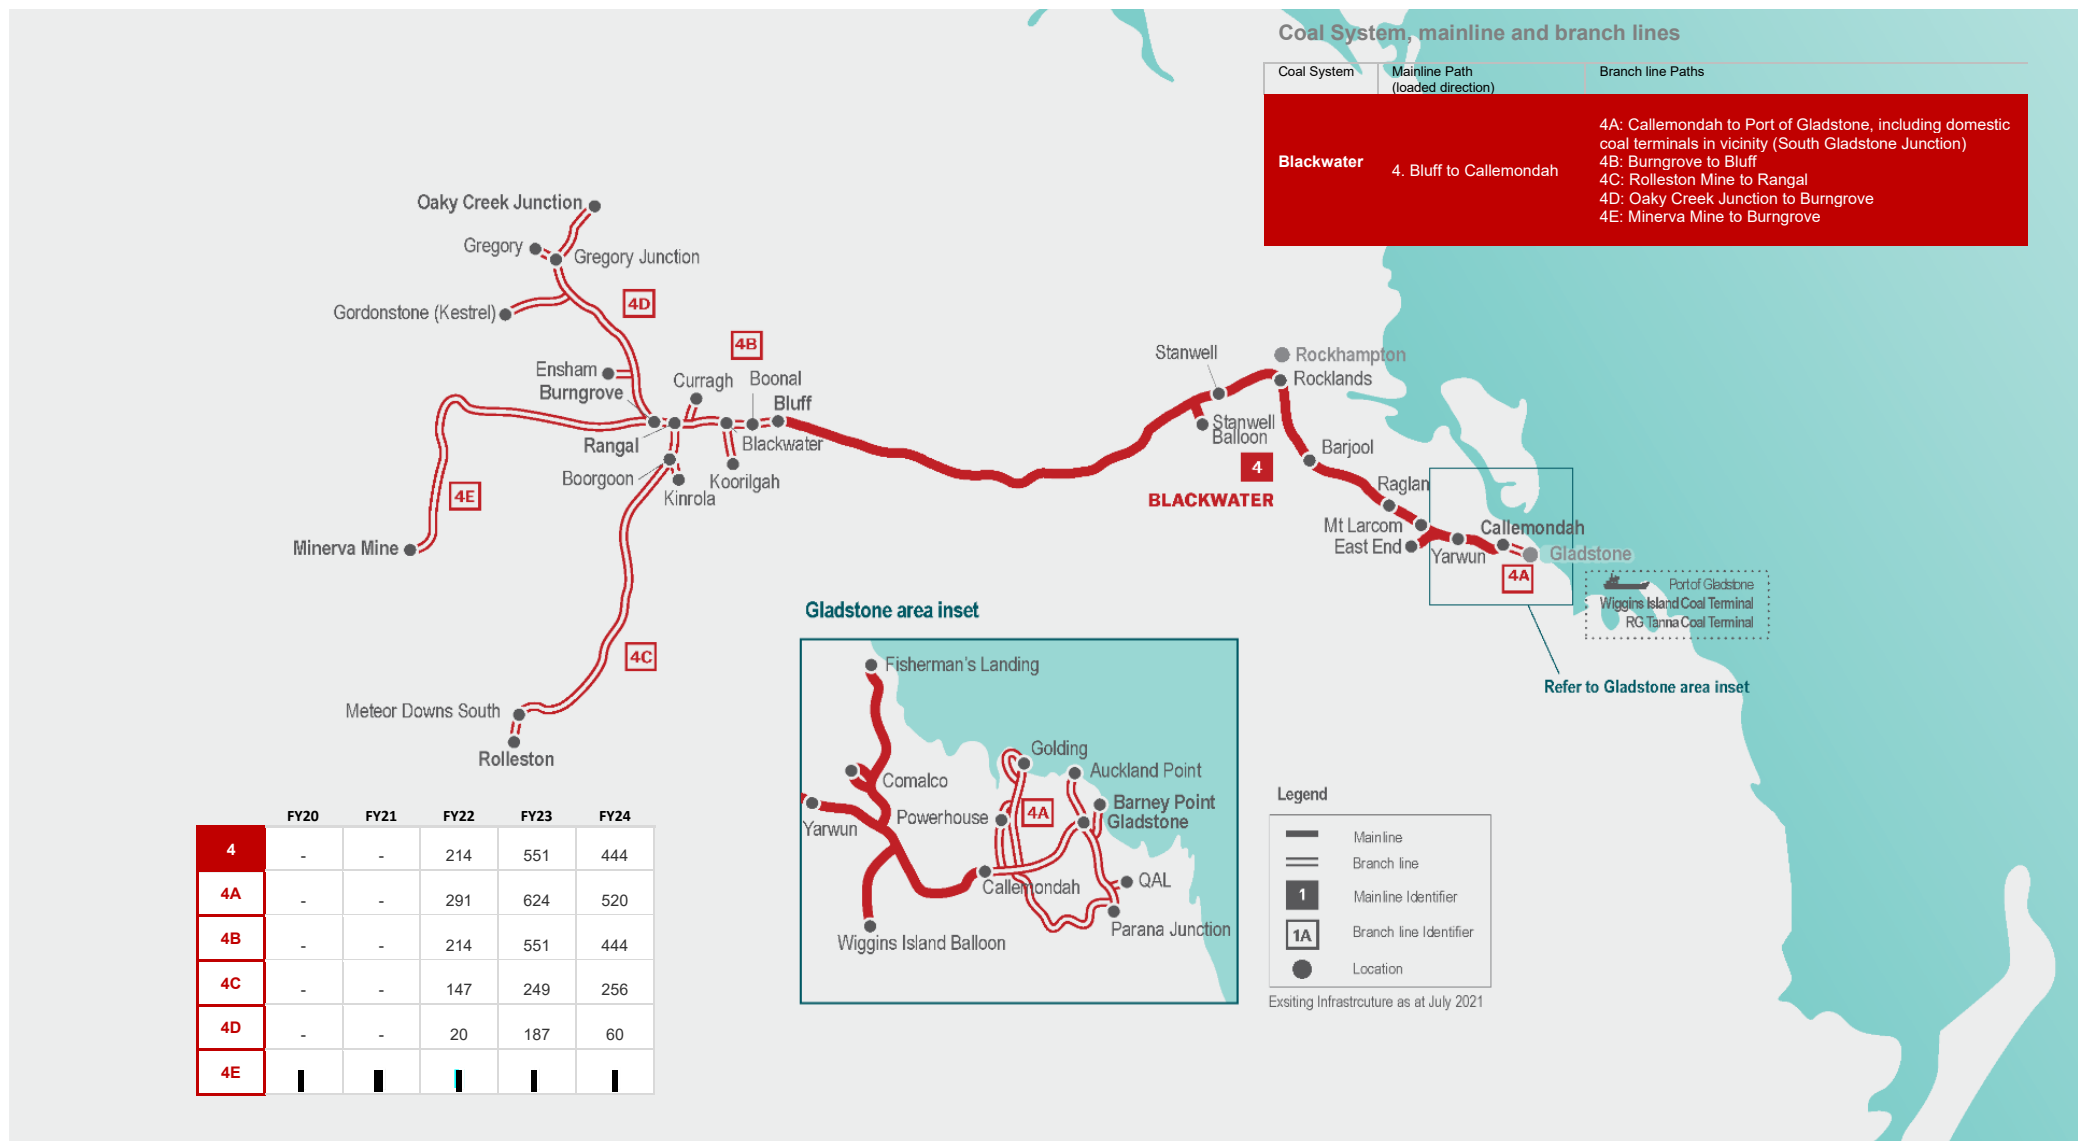 Coal System, mainline and branch lines
Coal System
Mainline Path
(loaded direction)
Branch line Paths
Blackwater
4. Bluff to Callemondah
4A: Callemondah to Port of Gladstone, including domestic
coal terminals in vicinity (South Gladstone Junction)
4B: Burngrove to Bluff
4C: Rolleston Mine to Rangal
4D: Oaky Creek Junction to Burngrove
4E: Minerva Mine to Burngrove
Oaky Creek Junction
Gregory
Gregory Junction
4D
Gordonstone (Kestrel)
4B
Ensham
Burngrove
Curragh
Boonal
Bluff
Rangal
Blackwater
Boorgoon
Kinrola
Koorilgah
4E
Minerva Mine
4C
Meteor Downs South
Rolleston
Stanwell
Rockhampton
Rocklands
Stanwell
Balloon
Barjool
4
BLACKWATER
Raglan
Mt Larcom
East End
Yarwun
Callemondah
Gladstone
4A
Port of Gladstone
Wiggins Island Coal Terminal
RG Tanna Coal Terminal
Refer to Gladstone area inset
Gladstone area inset
Fisherman's Landing
Golding
Auckland Point
Comalco
Powerhouse
4A
Barney Point
Gladstone
Yarwun
Callemondah
QAL
Parana Junction
Wiggins Island Balloon
Legend
Mainline
Branch line
1 Mainline Identifier
1A Branch line Identifier
Location
Exsiting Infrastrcuture as at July 2021
FY20 FY21 FY22 FY23 FY24
4 - - 214 551 444
4A - - 291 624 520
4B - - 214 551 444
4C - - 147 249 256
4D - - 20 187 60
4E